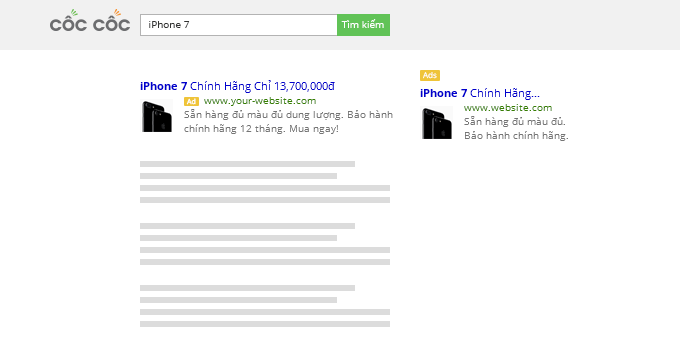 CỐC CỐC
iPhone 7
Tìm kiếm
iPhone 7 Chính Hãng Chỉ 13,700,000đ
Ad www.your-website.com
Sẵn hàng đủ màu đủ dung lượng. Bảo hành
chính hãng 12 tháng. Mua ngay!
Ads
iPhone 7 Chính Hãng...
www.website.com
Sẵn hàng đủ màu đủ.
Bảo hành chính hãng.